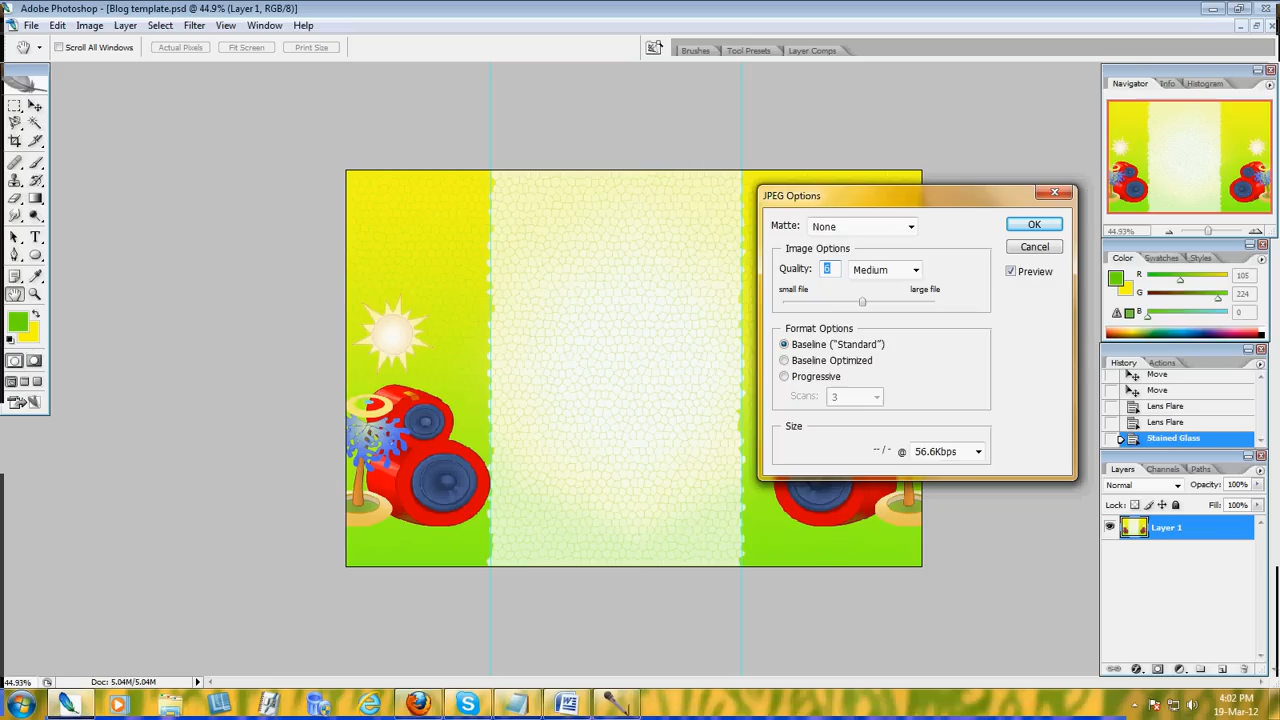 Adobe Photoshop - [Blog template.psd @ 44.9% (Layer 1, RGB/8)]
File Edit Image Layer Select Filter View Window Help
Scroll All Windows Actual Pixels Fit Screen Print Size Brushes Tool Presets Layer Comps
Navigator Info Histogram
44.93%
Color Swatches Styles
R 105
G 224
B 0
History Actions
Move
Move
Lens Flare
Lens Flare
Stained Glass
Layers Channels Paths
Normal Opacity: 100%
Lock: Fill: 100%
Layer 1
JPEG Options
Matte: None
OK
Cancel
Preview
Image Options
Quality: 6 Medium
small file large file
Format Options
Baseline ("Standard")
Baseline Optimized
Progressive
Scans: 3
Size
-- / - @ 56.6Kbps
44.93% Doc: 5.04M/5.04M
4:02 PM
19-Mar-12